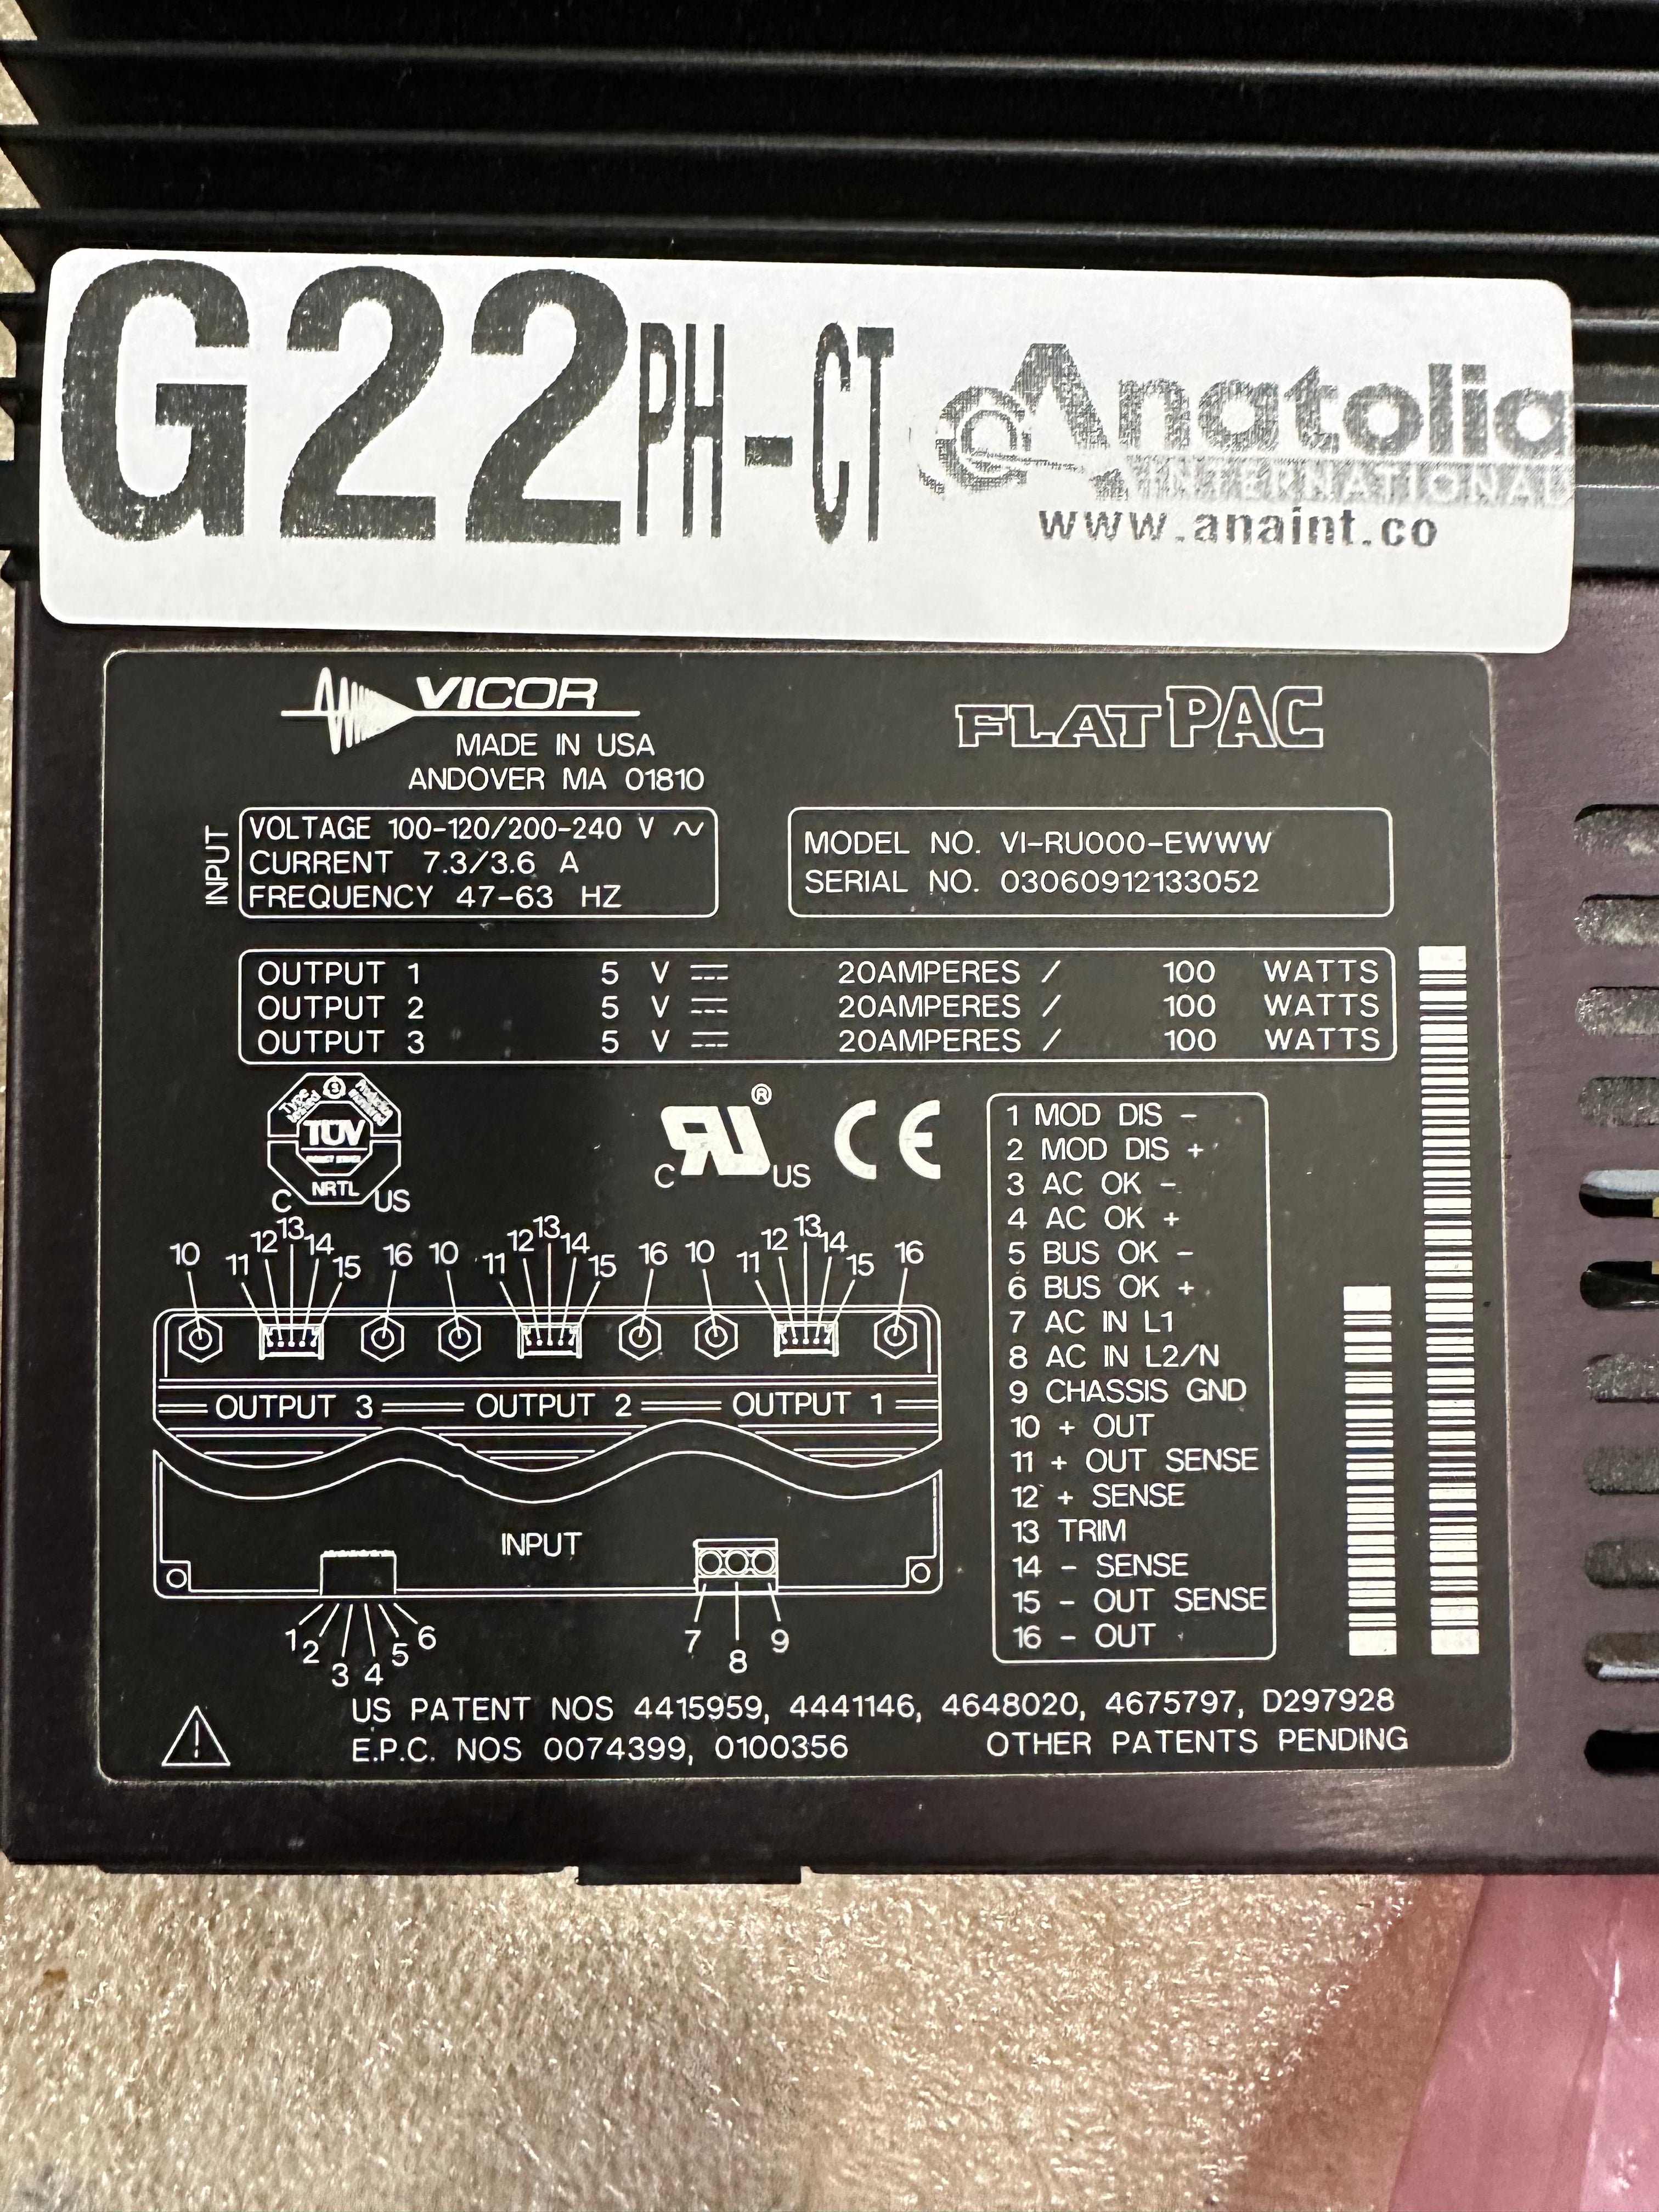 G22PH-CT Anatolia
INTERNATIONAL
www.anaint.co
VICOR
FLATPAC
MADE IN USA
ANDOVER MA 01810
INPUT
VOLTAGE 100-120/200-240 V ~
CURRENT 7.3/3.6 A
FREQUENCY 47-63 HZ
MODEL NO. VI-RU000-EWWW
SERIAL NO. 03060912133052
OUTPUT 1 5 V ⎓ 20AMPERES / 100 WATTS
OUTPUT 2 5 V ⎓ 20AMPERES / 100 WATTS
OUTPUT 3 5 V ⎓ 20AMPERES / 100 WATTS
Type tested
TÜV
NRTL
C US
C RU ® US
CE
1 MOD DIS -
2 MOD DIS +
3 AC OK -
4 AC OK +
5 BUS OK -
6 BUS OK +
7 AC IN L1
8 AC IN L2/N
9 CHASSIS GND
10 + OUT
11 + OUT SENSE
12 + SENSE
13 TRIM
14 - SENSE
15 - OUT SENSE
16 - OUT
10 11 12 13 14 15 16 10 11 12 13 14 15 16 10 11 12 13 14 15 16
OUTPUT 3 OUTPUT 2 OUTPUT 1
INPUT
1 2 3 4 5 6 7 8 9
US PATENT NOS 4415959, 4441146, 4648020, 4675797, D297928
E.P.C. NOS 0074399, 0100356 OTHER PATENTS PENDING